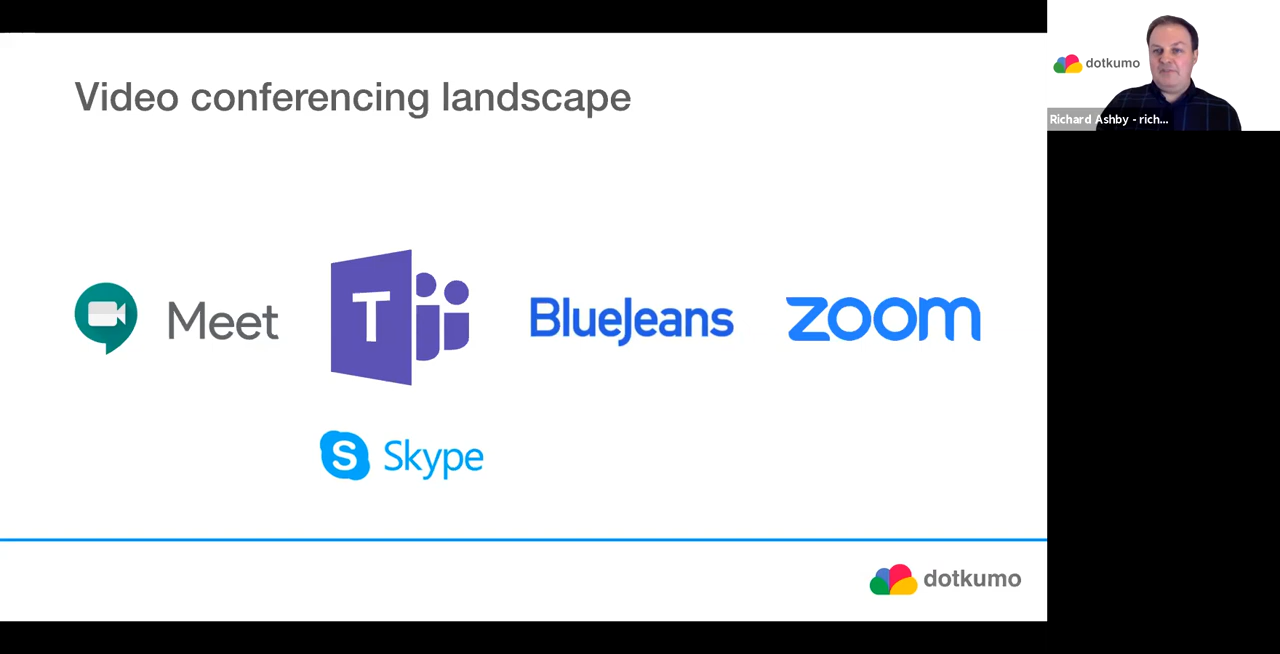 Video conferencing landscape
dotkumo
Richard Ashby - rich...
Meet
T
BlueJeans
zoom
S Skype
dotkumo